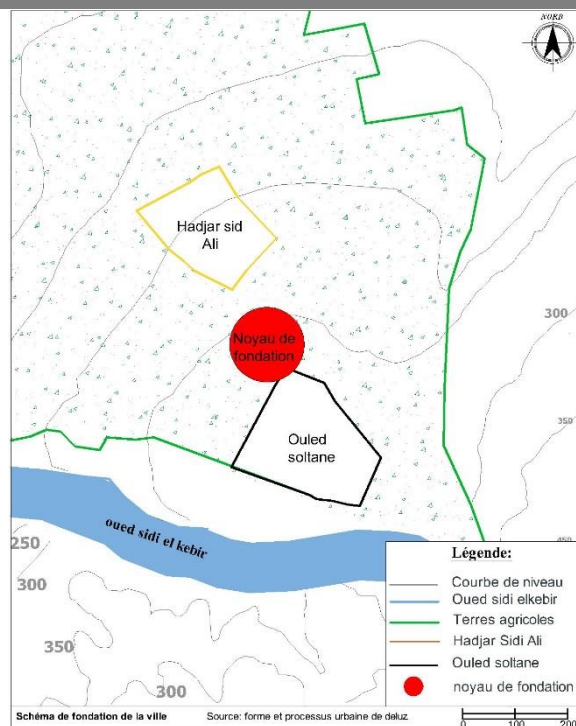 NORD
Hadjar sid
Ali
Noyau de
fondation
300
350
Ouled
soltane
oued sidi el kebir
250
300
350
300
Légende:
Courbe de niveau
Oued sidi elkebir
Terres agricoles
Hadjar Sidi Ali
Ouled soltane
noyau de fondation
Schéma de fondation de la ville
Source: forme et processus urbaine de deluz
0 100 200